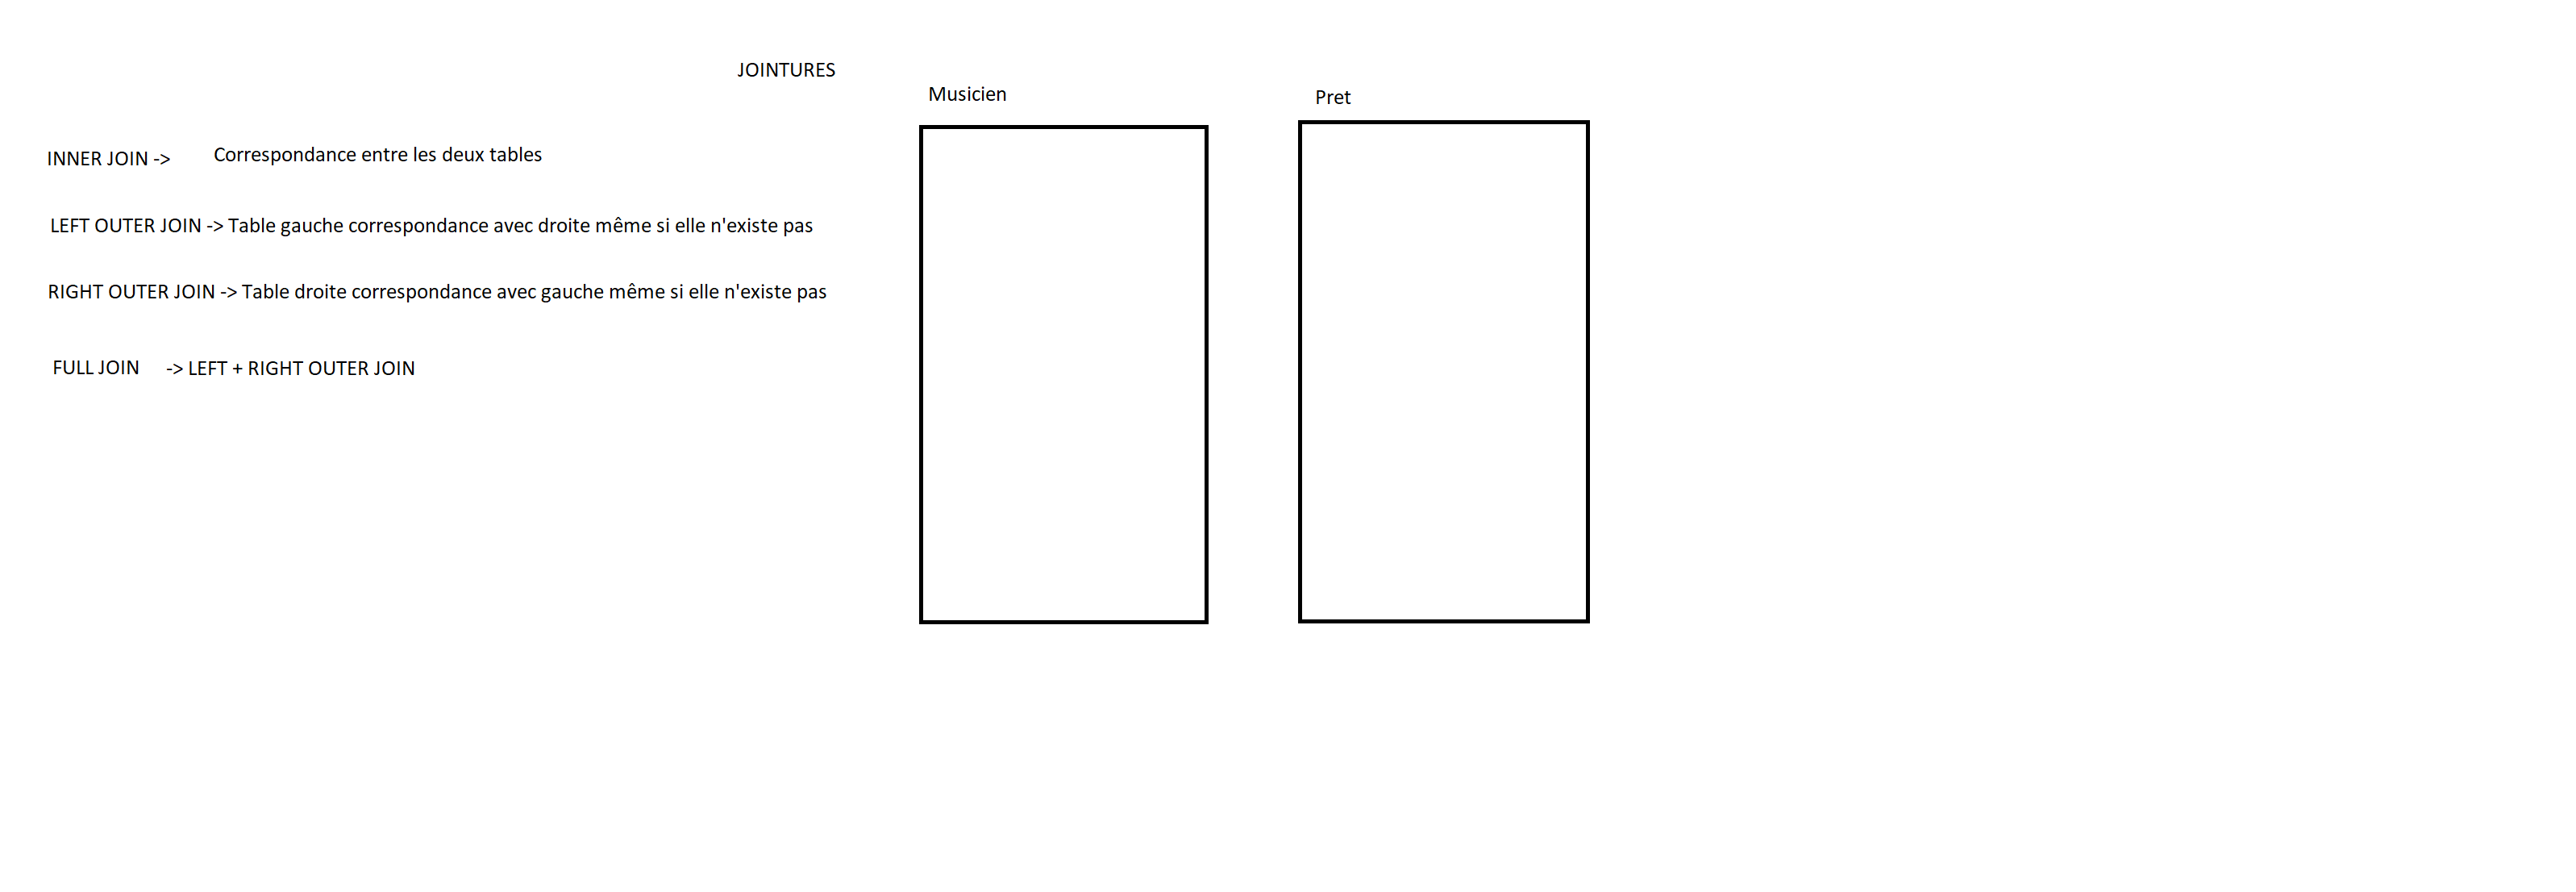 JOINTURES
Musicien
Pret
INNER JOIN -> Correspondance entre les deux tables
LEFT OUTER JOIN -> Table gauche correspondance avec droite même si elle n'existe pas
RIGHT OUTER JOIN -> Table droite correspondance avec gauche même si elle n'existe pas
FULL JOIN -> LEFT + RIGHT OUTER JOIN